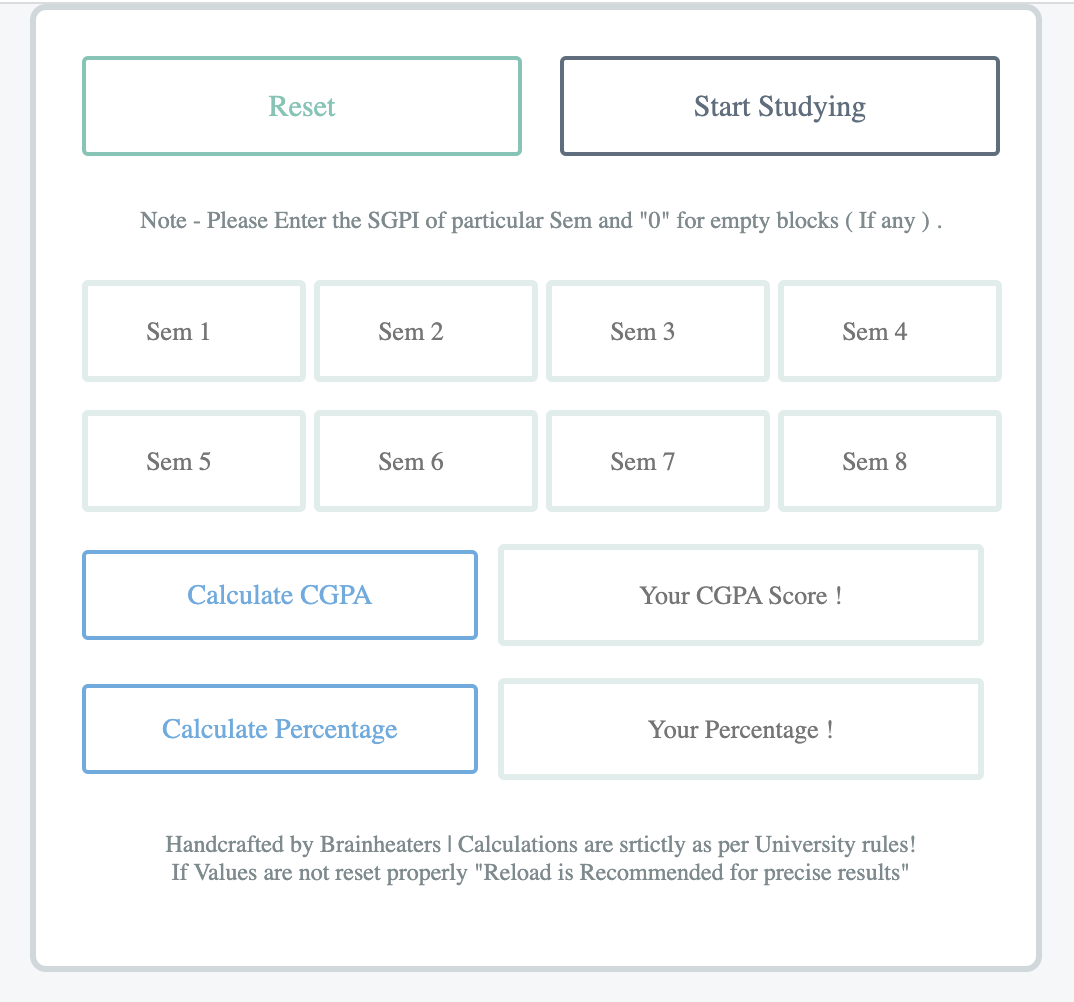 Reset
Start Studying
Note - Please Enter the SGPI of particular Sem and "0" for empty blocks ( If any ) .
Sem 1
Sem 2
Sem 3
Sem 4
Sem 5
Sem 6
Sem 7
Sem 8
Calculate CGPA
Your CGPA Score !
Calculate Percentage
Your Percentage !
Handcrafted by Brainheaters | Calculations are srtictly as per University rules!
If Values are not reset properly "Reload is Recommended for precise results"